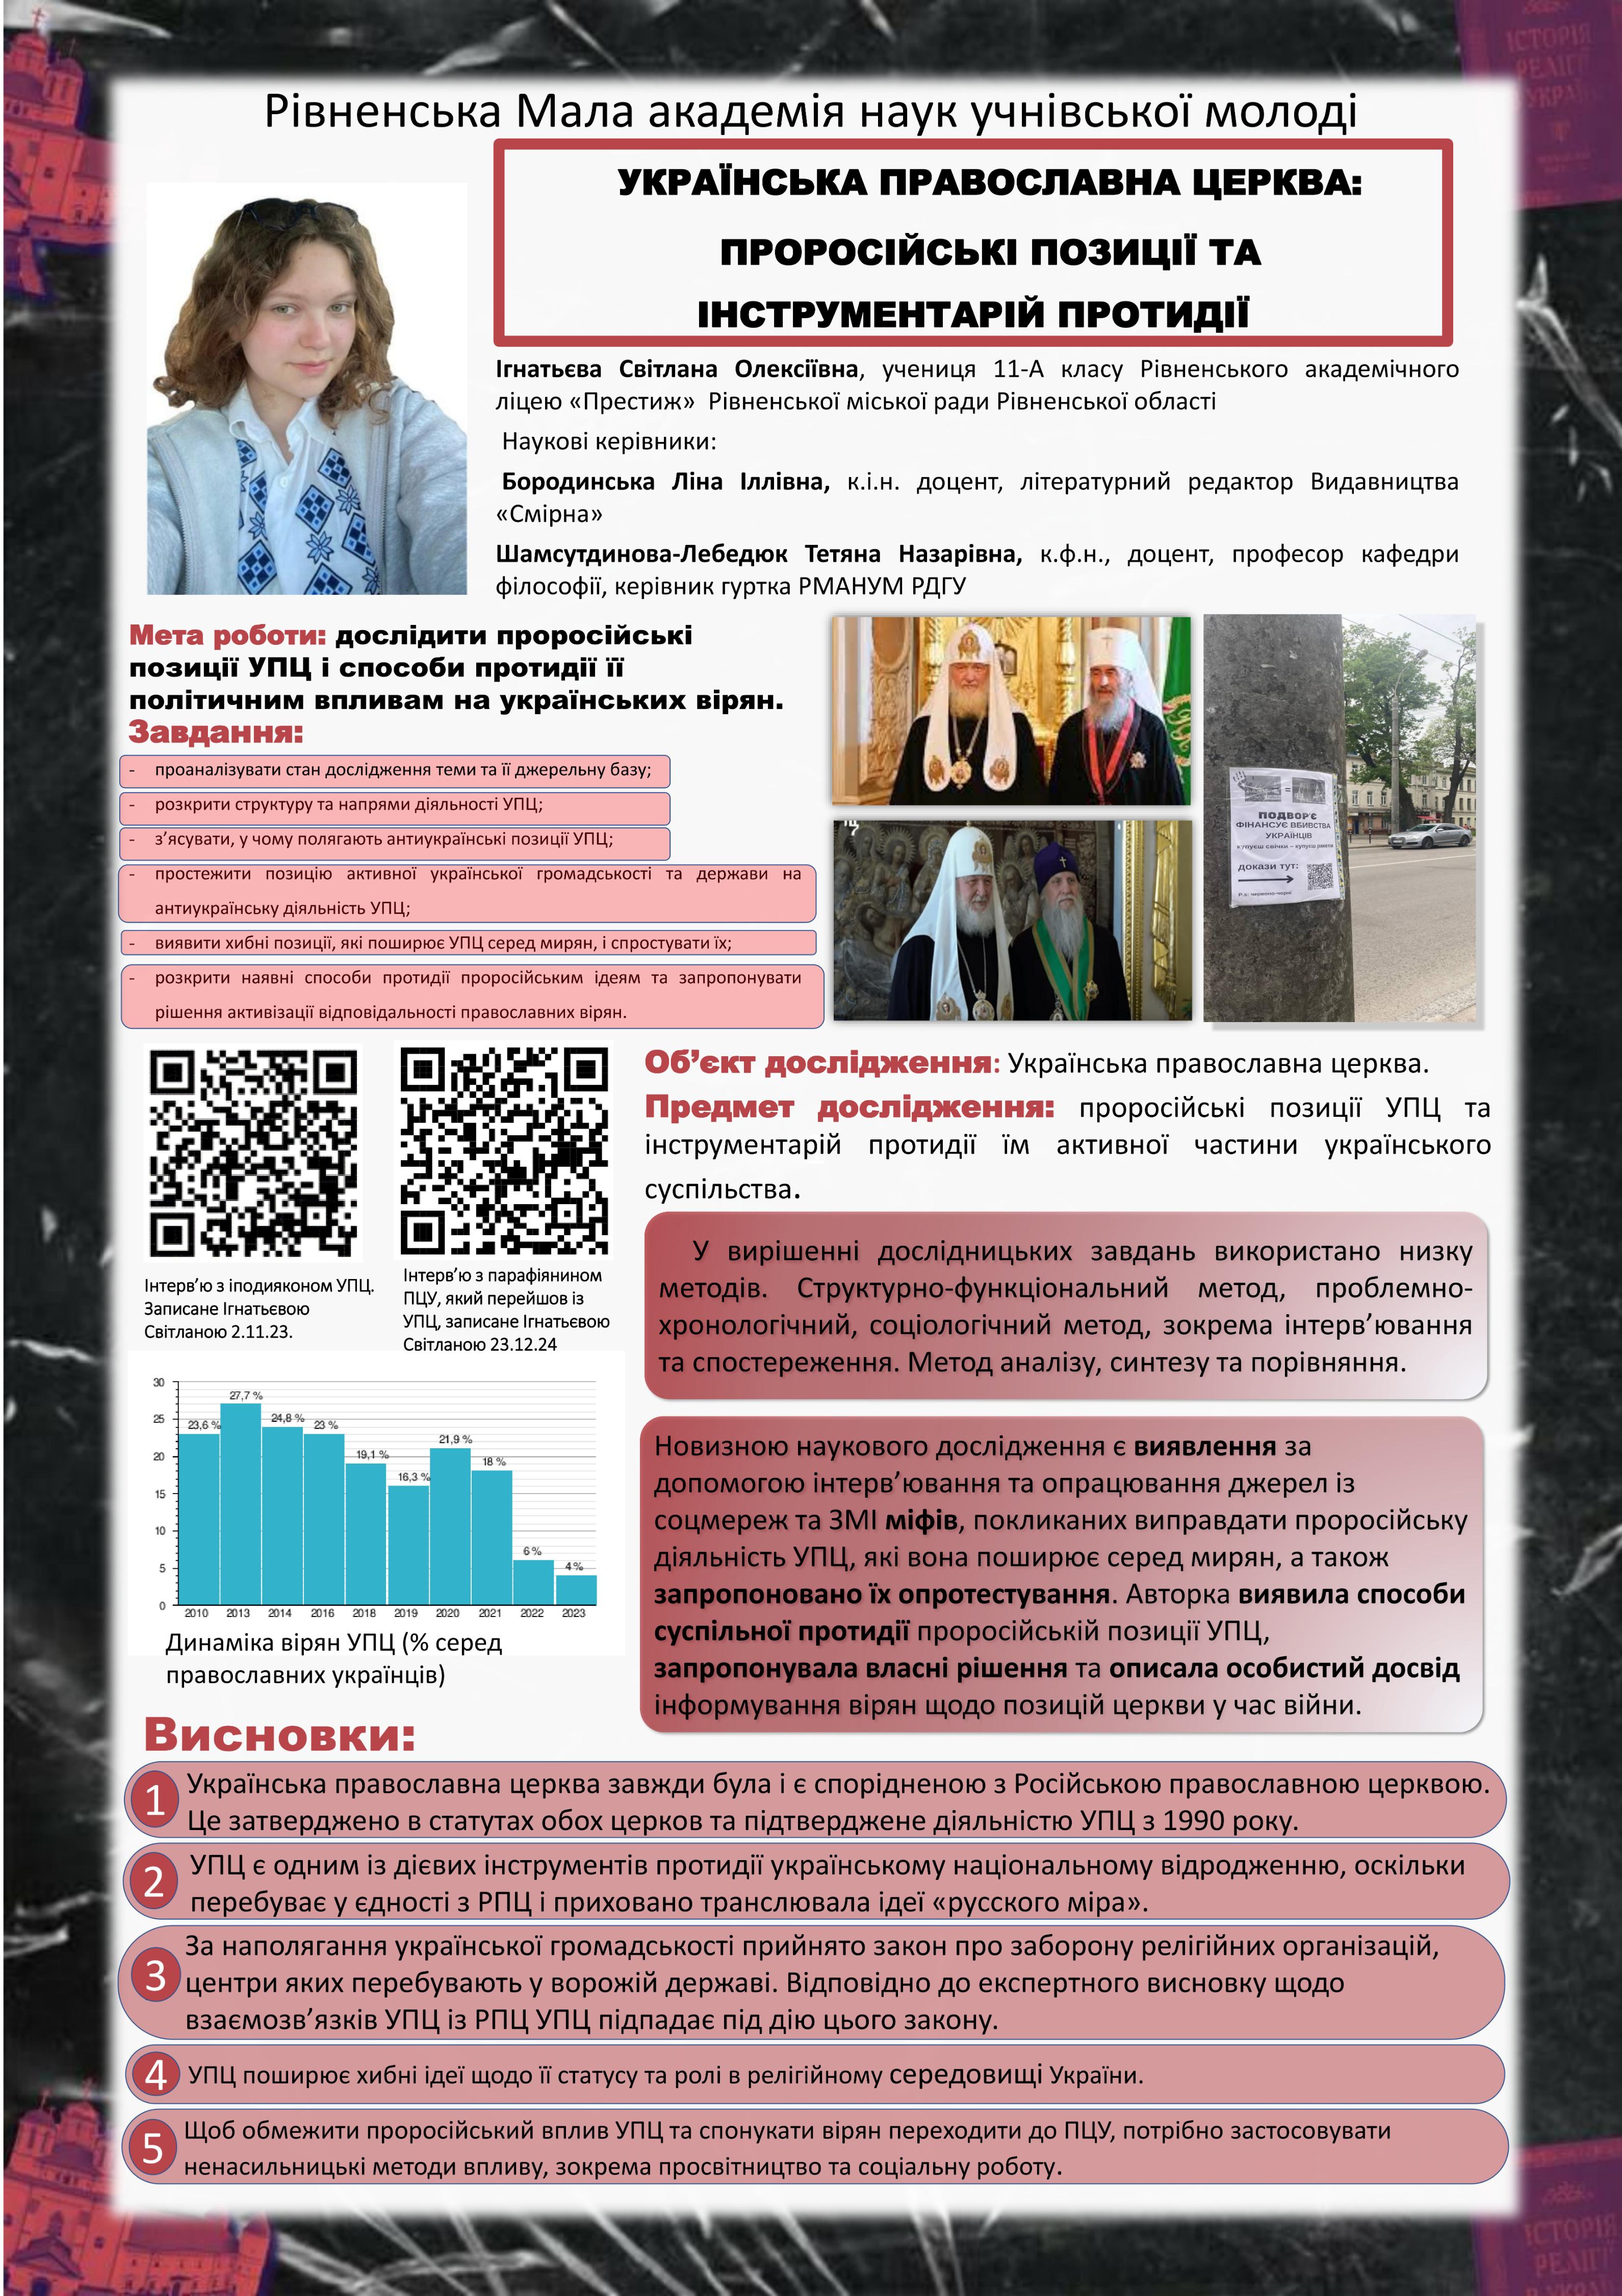 ІСТОРІЯ
РЕЛІГІ
УКРА
Рівненська Мала академія наук учнівської молоді
УКРАЇНСЬКА ПРАВОСЛАВНА ЦЕРКВА:
ПРОРОСІЙСЬКІ ПОЗИЦІЇ ТА
ІНСТРУМЕНТАРІЙ ПРОТИДІЇ
Ігнатьєва Світлана Олексіївна, учениця 11-А класу Рівненського академічного
ліцею «Престиж» Рівненської міської ради Рівненської області
Наукові керівники:
Бородинська Ліна Іллівна, к.і.н. доцент, літературний редактор Видавництва
«Смірна»
Шамсутдинова-Лебедюк Тетяна Назарівна, к.ф.н., доцент, професор кафедри
філософії, керівник гуртка РМАНУМ РДГУ
Мета роботи: дослідити проросійські
позиції УПЦ і способи протидії її
політичним впливам на українських вірян.
Завдання:
- проаналізувати стан дослідження теми та її джерельну базу;
- розкрити структуру та напрями діяльності УПЦ;
- з’ясувати, у чому полягають антиукраїнські позиції УПЦ;
- простежити позицію активної української громадськості та держави на
антиукраїнську діяльність УПЦ;
- виявити хибні позиції, які поширює УПЦ серед мирян, і спростувати їх;
- розкрити наявні способи протидії проросійським ідеям та запропонувати
рішення активізації відповідальності православних вірян.
ПОДВОР'Є
ФІНАНСУЄ ВБИВСТВА
УКРАЇНЦІВ
купуєш свічки – купуєш ракети
ДОКАЗИ ТУТ:
Об’єкт дослідження: Українська православна церква.
Предмет дослідження: проросійські позиції УПЦ та
інструментарій протидії їм активної частини українського
суспільства.
Інтерв’ю з іподияконом УПЦ.
Записане Ігнатьєвою
Світланою 2.11.23.
Інтерв’ю з парафіянином
ПЦУ, який перейшов із
УПЦ, записане Ігнатьєвою
Світланою 23.12.24
У вирішенні дослідницьких завдань використано низку
методів. Структурно-функціональний метод, проблемно-
хронологічний, соціологічний метод, зокрема інтерв’ювання
та спостереження. Метод аналізу, синтезу та порівняння.
30
25
20
15
10
5
0
23,6 %
27,7 %
24,8 %
23 %
19,1 %
16,3 %
21,9 %
18 %
6 %
4 %
2010 2013 2014 2016 2018 2019 2020 2021 2022 2023
Динаміка вірян УПЦ (% серед
православних українців)
Новизною наукового дослідження є виявлення за
допомогою інтерв’ювання та опрацювання джерел із
соцмереж та ЗМІ міфів, покликаних виправдати проросійську
діяльність УПЦ, які вона поширює серед мирян, а також
запропоновано їх опротестування. Авторка виявила способи
суспільної протидії проросійській позиції УПЦ,
запропонувала власні рішення та описала особистий досвід
інформування вірян щодо позицій церкви у час війни.
Висновки:
1 Українська православна церква завжди була і є спорідненою з Російською православною церквою.
Це затверджено в статутах обох церков та підтверджене діяльністю УПЦ з 1990 року.
2 УПЦ є одним із дієвих інструментів протидії українському національному відродженню, оскільки
перебуває у єдності з РПЦ і приховано транслювала ідеї «русского міра».
3 За наполягання української громадськості прийнято закон про заборону релігійних організацій,
центри яких перебувають у ворожій державі. Відповідно до експертного висновку щодо
взаємозв’язків УПЦ із РПЦ УПЦ підпадає під дію цього закону.
4 УПЦ поширює хибні ідеї щодо її статусу та ролі в релігійному середовищі України.
5 Щоб обмежити проросійський вплив УПЦ та спонукати вірян переходити до ПЦУ, потрібно застосовувати
ненасильницькі методи впливу, зокрема просвітництво та соціальну роботу.
ІСТОРІЯ
РЕЛІГІ